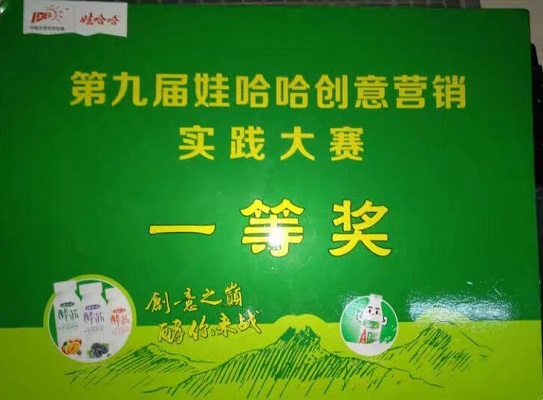 娃哈哈
第九届娃哈哈创意营销
实践大赛
一等奖
創意之巅
酵你来战